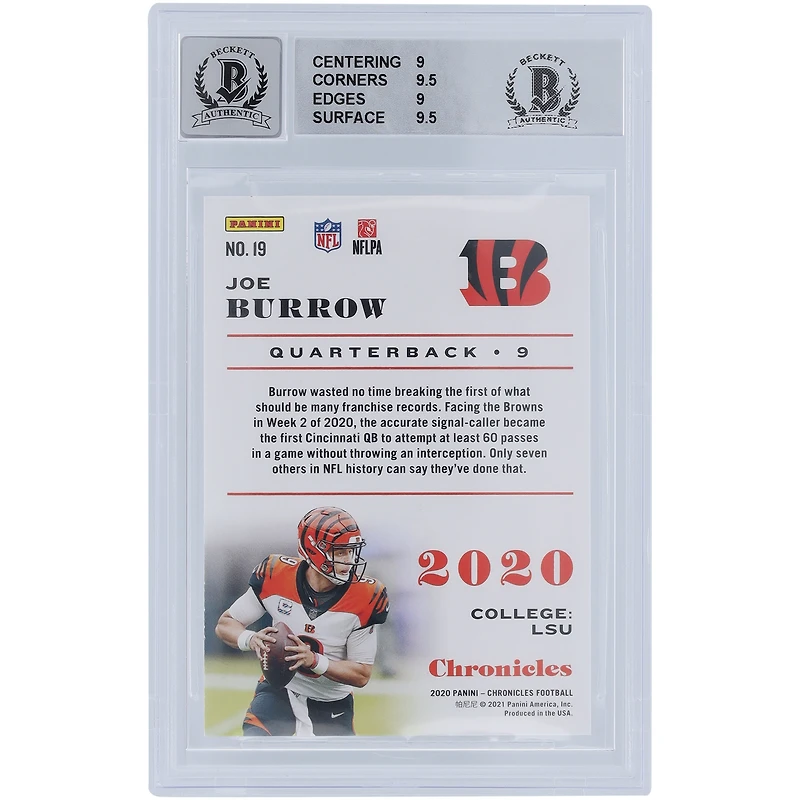 BECKETT
B
AUTHENTIC
CENTERING 9
CORNERS 9.5
EDGES 9
SURFACE 9.5
BECKETT
B
AUTHENTIC
PANINI
NO. 19
NFL
NFLPA
B
JOE
BURROW
QUARTERBACK • 9
Burrow wasted no time breaking the first of what
should be many franchise records. Facing the Browns
in Week 2 of 2020, the accurate signal-caller became
the first Cincinnati QB to attempt at least 60 passes
in a game without throwing an interception. Only seven
others in NFL history can say they've done that.
9
B
2020
COLLEGE:
LSU
Chronicles
2020 PANINI – CHRONICLES FOOTBALL
帕尼尼 © 2021 Panini America, Inc.
Produced in the USA.